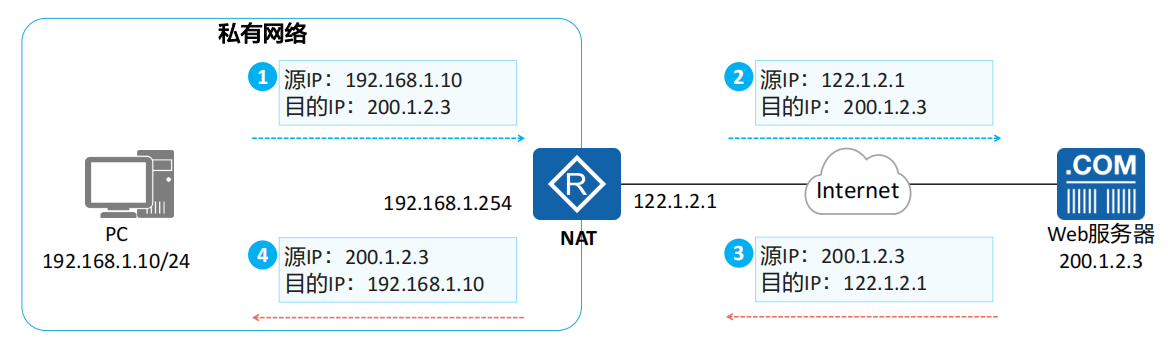 私有网络
1
源IP：192.168.1.10
目的IP：200.1.2.3
2
源IP：122.1.2.1
目的IP：200.1.2.3
PC
192.168.1.10/24
192.168.1.254
R
NAT
122.1.2.1
Internet
.COM
Web服务器
200.1.2.3
4
源IP：200.1.2.3
目的IP：192.168.1.10
3
源IP：200.1.2.3
目的IP：122.1.2.1